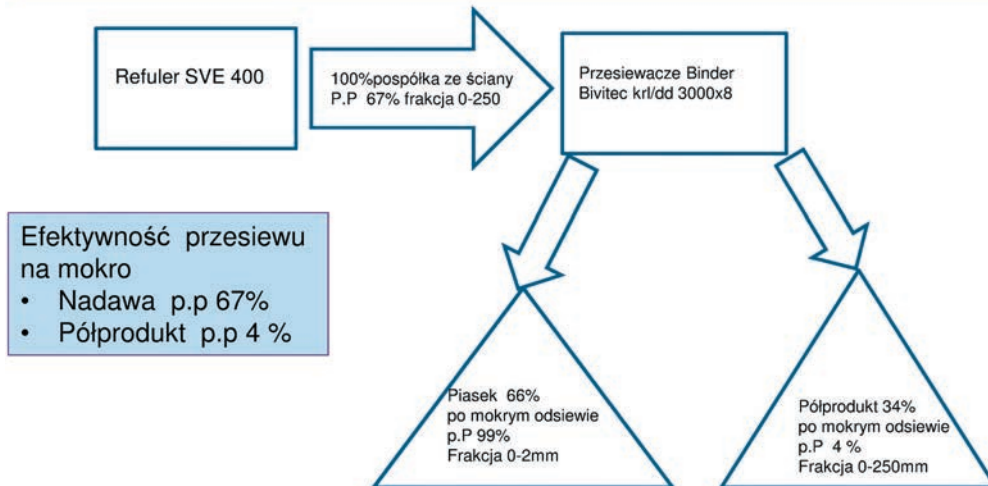 Refuler SVE 400
100%pospółka ze ściany
P.P 67% frakcja 0-250
Przesiewacze Binder
Bivitec krl/dd 3000x8
Efektywność przesiewu
na mokro
• Nadawa p.p 67%
• Półprodukt p.p 4 %
Piasek 66%
po mokrym odsiewie
p.P 99%
Frakcja 0-2mm
Półprodukt 34%
po mokrym odsiewie
p.P 4 %
Frakcja 0-250mm